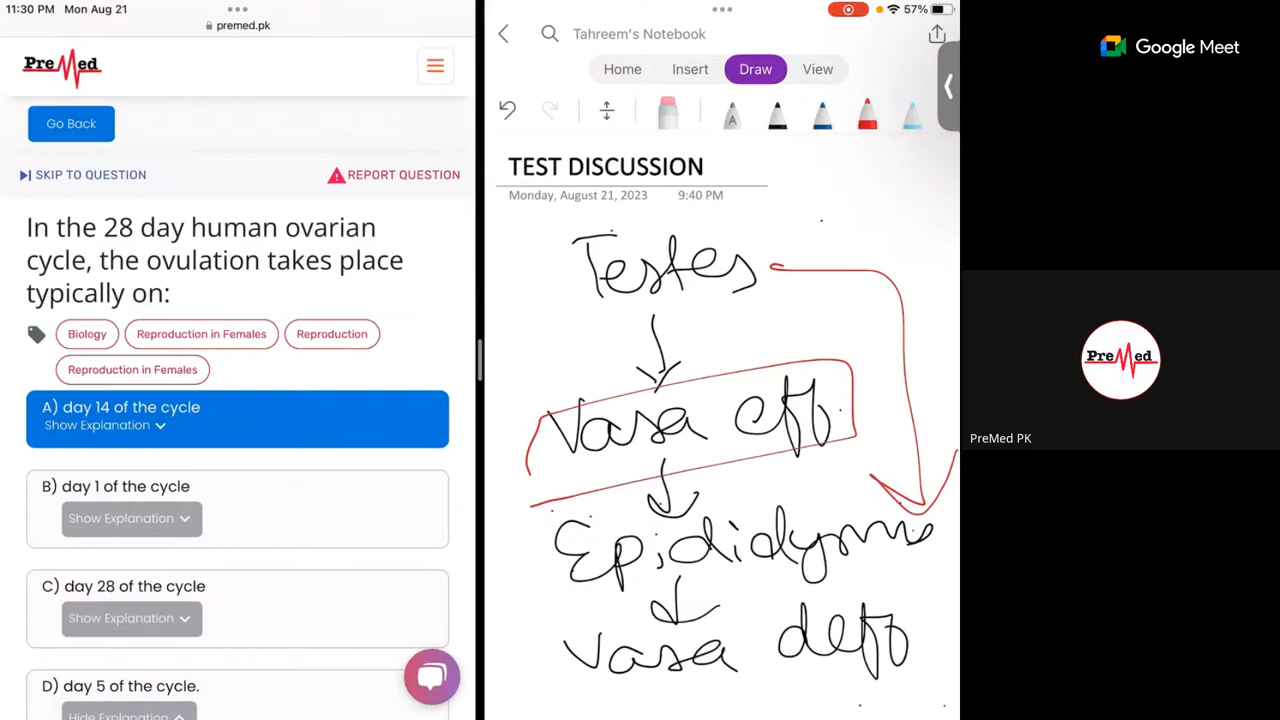 11:30 PM Mon Aug 21
premed.pk
PreMed
Go Back
SKIP TO QUESTION
REPORT QUESTION
In the 28 day human ovarian
cycle, the ovulation takes place
typically on:
Biology
Reproduction in Females
Reproduction
Reproduction in Females
A) day 14 of the cycle
Show Explanation
B) day 1 of the cycle
Show Explanation
C) day 28 of the cycle
Show Explanation
D) day 5 of the cycle.
Hide Explanation
57%
Tahreem's Notebook
Home
Insert
Draw
View
A
TEST DISCUSSION
Monday, August 21, 2023 9:40 PM
Testes
Vasa eff.
Epididymus
Vasa deff
Google Meet
PreMed
PreMed PK